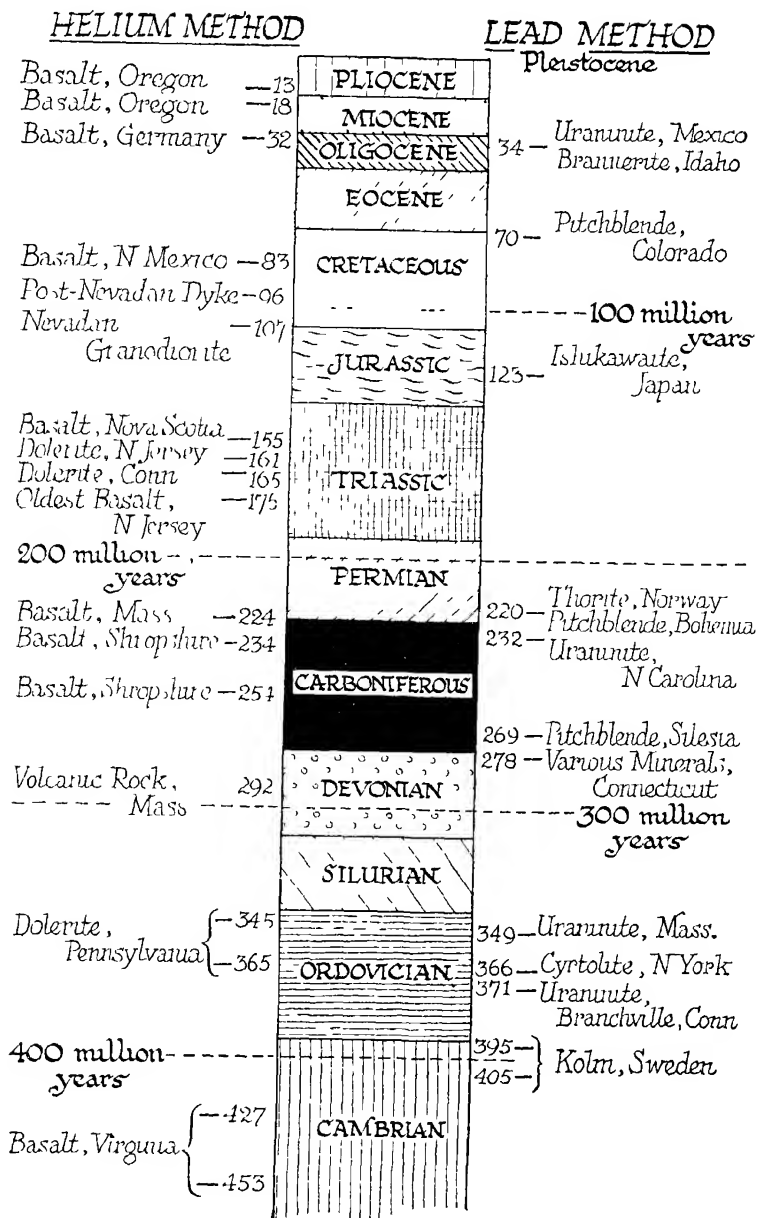 HELIUM METHOD
LEAD METHOD
Pleistocene
Basalt, Oregon —13
PLIOCENE
Basalt, Oregon —18
MIOCENE
Basalt, Germany —32
OLIGOCENE
34— Uraninite, Mexico
Brannerite, Idaho
EOCENE
70— Pitchblende,
Colorado
Basalt, N Mexico —83
CRETACEOUS
Post-Nevadan Dyke —96
100 million
years
Nevadan —107
Granodiorite
JURASSIC
123— Ishikawaite,
Japan
Basalt, Nova Scotia —155
Dolerite, N Jersey —161
Dolerite, Conn —165
TRIASSIC
Oldest Basalt, —175
N Jersey
200 million
years
PERMIAN
Basalt, Mass —224
220— Thorite, Norway
Pitchblende, Bohemia
Basalt, Shropshire —234
232— Uraninite,
N Carolina
Basalt, Shropshire —254
CARBONIFEROUS
269— Pitchblende, Silesia
278— Various Minerals,
Connecticut
Volcanic Rock, 292
Mass
DEVONIAN
300 million
years
SILURIAN
Dolerite, —345
Pennsylvania —365
349— Uraninite, Mass.
ORDOVICIAN
366— Cyrtolite, N York
371— Uraninite,
Branchville, Conn
395—
Kolm, Sweden
405—
400 million
years
—427
CAMBRIAN
Basalt, Virginia
—453